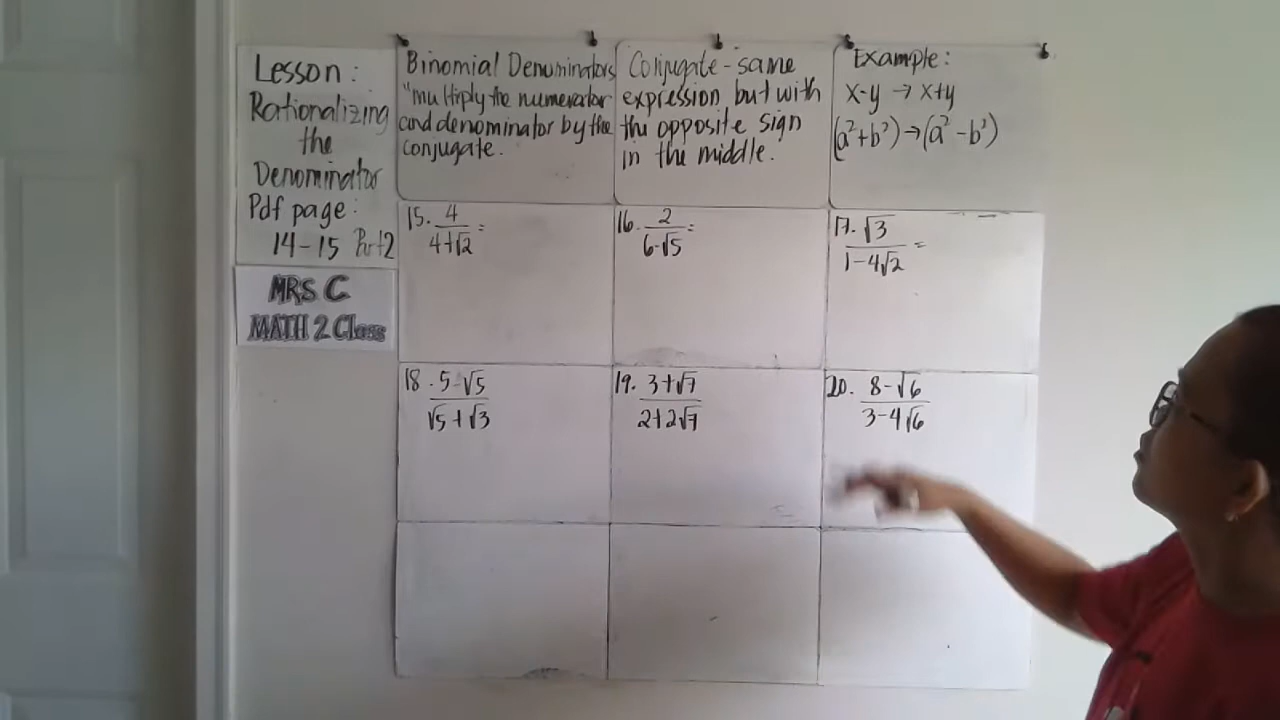 Lesson:
Rationalizing
the
Denominator
Pdf page:
14-15 Part 2
MRS C
MATH 2 Class
Binomial Denuminators
"multiply the numerator
and denominator by the
conjugate.
Conjugate - same
expression but with
the opposite sign
in the middle.
Example:
x-y → x+y
(a²+b²)→(a²-b²)
15. 4
4+√2 =
16. 2
6-√5 =
17. √3
1-4√2 =
18. 5-√5
√5+√3
19. 3+√7
2+2√7
20. 8-√6
3-4√6